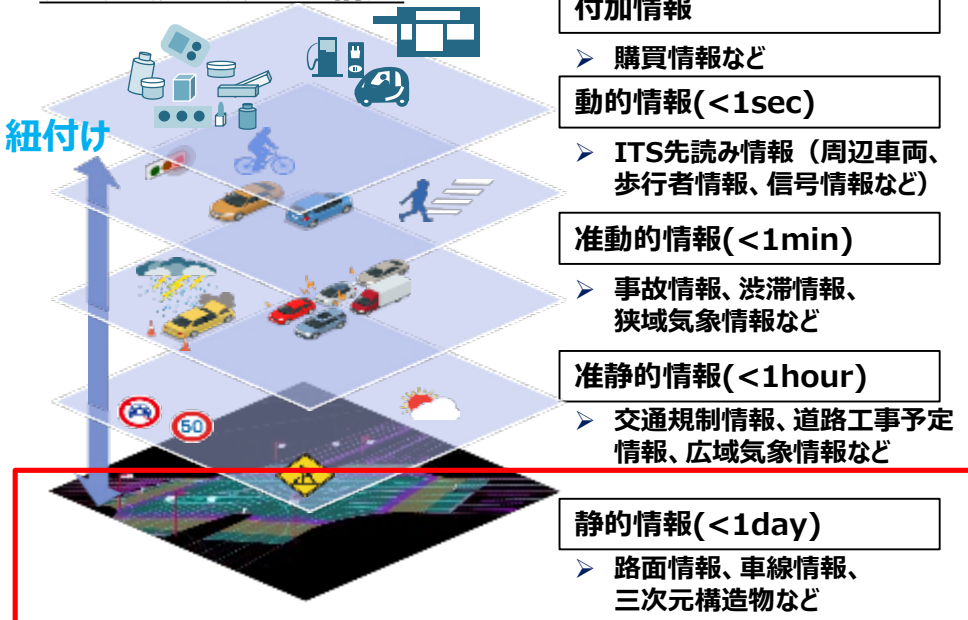 付加情報
➢ 購買情報など
動的情報(<1sec)
➢ ITS先読み情報（周辺車両、
歩行者情報、信号情報など）
紐付け
准動的情報(<1min)
➢ 事故情報、渋滞情報、
狭域気象情報など
准静的情報(<1hour)
➢ 交通規制情報、道路工事予定
情報、広域気象情報など
50
静的情報(<1day)
➢ 路面情報、車線情報、
三次元構造物など